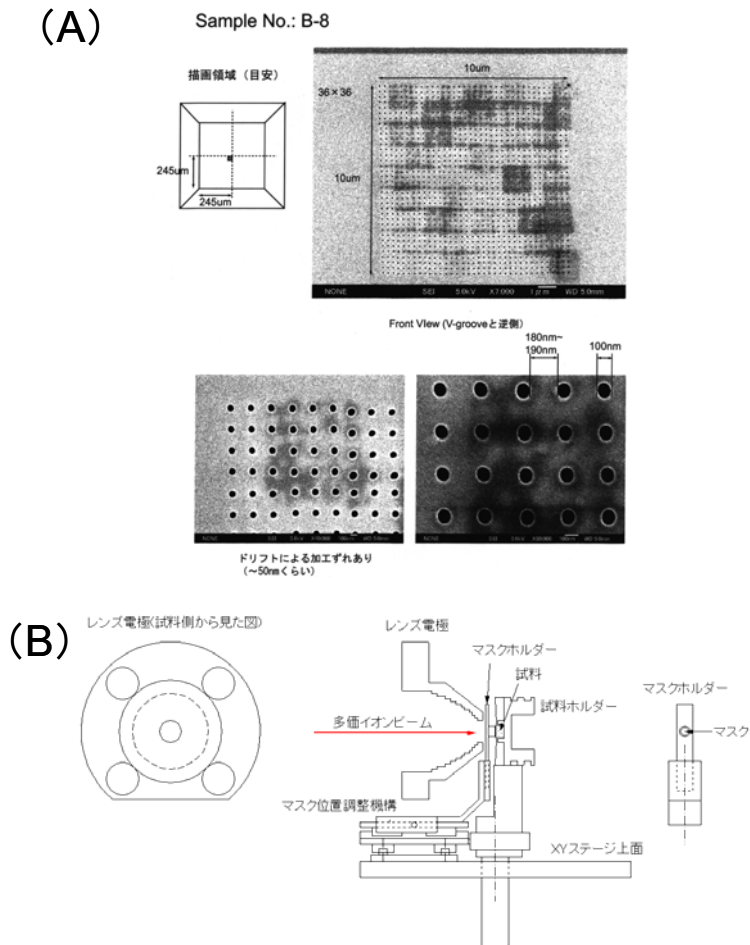 (A)
Sample No.: B-8
描画領域（目安）
245um
245um
10um
36×36
10um
NONE SEI 5.0kV X7,000 1μm WD 5.0mm
Front View (V-grooveと逆側)
180nm~
190nm
100nm
ドリフトによる加工ずれあり
（~50nmくらい）
(B)
レンズ電極(試料側から見た図)
レンズ電極
マスクホルダー
試料
試料ホルダー
多価イオンビーム
マスク位置調整機構
XYステージ上面
マスクホルダー
マスク